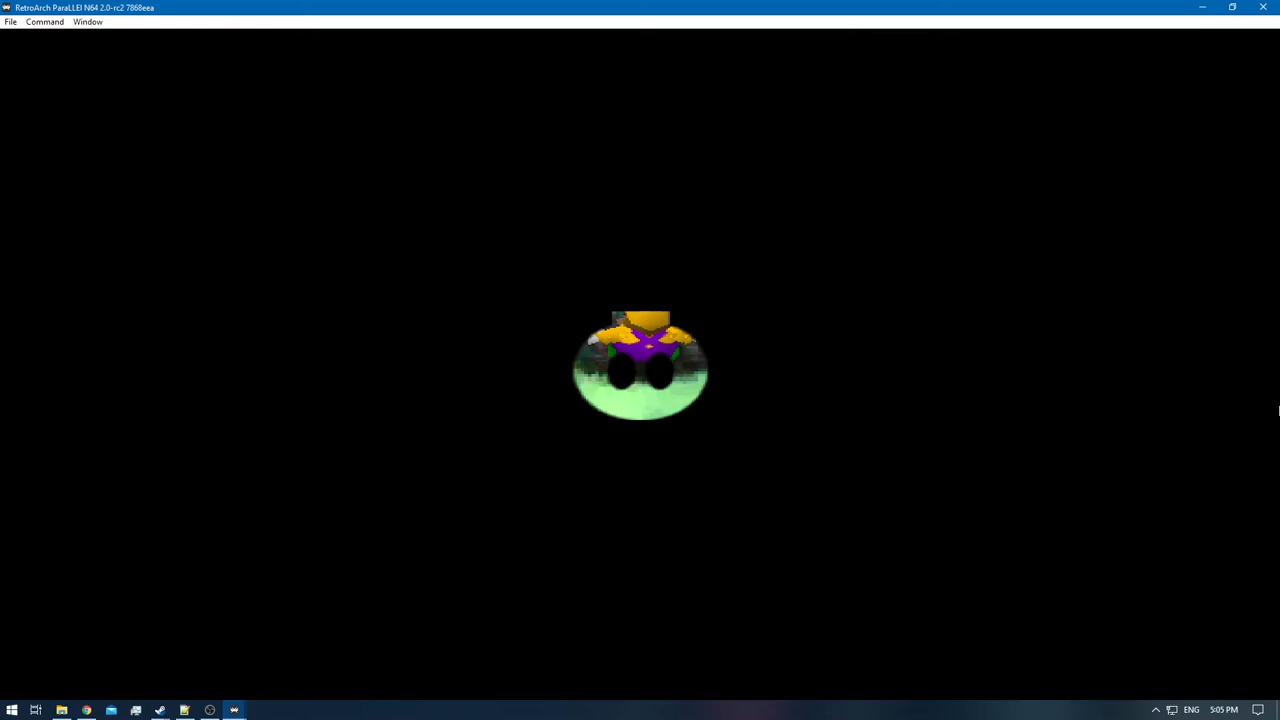 RetroArch ParaLLEl N64 2.0-rc2 7868eea
File Command Window
ENG 5:05 PM